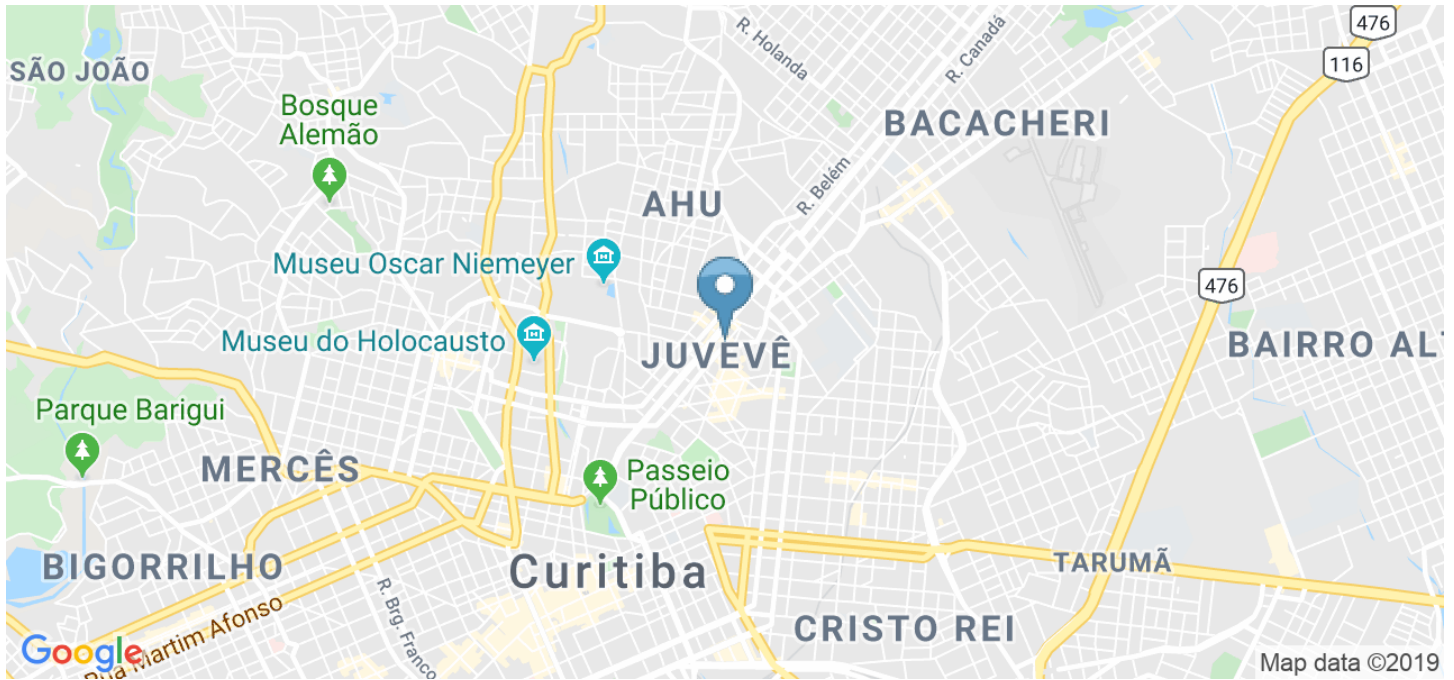 476
R. Holanda
R. Canadá
116
SÃO JOÃO
Bosque
Alemão
BACACHERI
R. Belém
AHU
Museu Oscar Niemeyer
476
Museu do Holocausto
JUVEVÊ
BAIRRO ALT
Parque Barigui
MERCÊS
Passeio
Público
BIGORRILHO
Curitiba
TARUMÃ
R. Brg. Franco
CRISTO REI
Rua Martim Afonso
Google
Map data ©2019